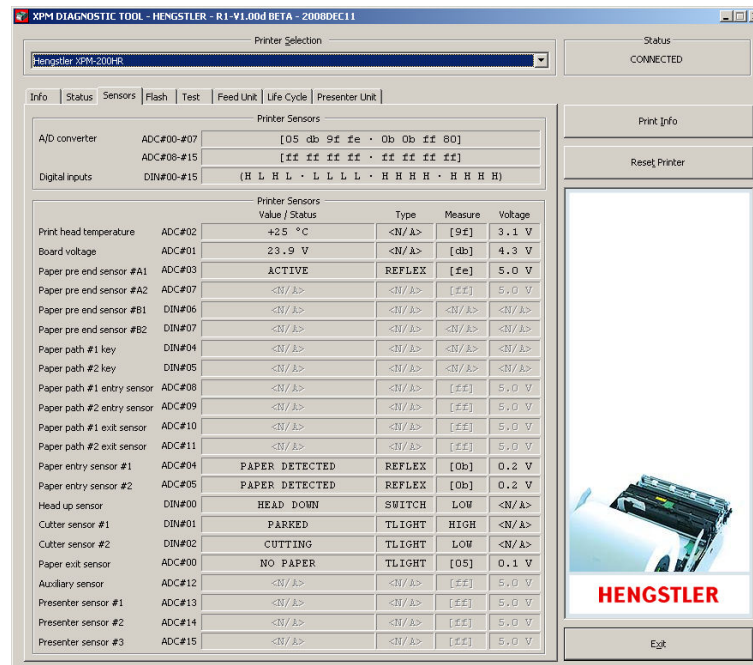 XPM DIAGNOSTIC TOOL - HENGSTLER - R1-V1.00d BETA - 2008DEC11
Printer Selection
Hengstler XPM-200HR
Status
CONNECTED
Info Status Sensors Flash Test Feed Unit Life Cycle Presenter Unit
Printer Sensors
A/D converter ADC#00-#07 [05 db 9f fe · 0b 0b ff 80]
ADC#08-#15 [ff ff ff ff · ff ff ff ff]
Digital inputs DIN#00-#15 (H L H L · L L L L · H H H H · H H H H)
Print Info
Reset Printer
Printer Sensors
Value / Status Type Measure Voltage
Print head temperature ADC#02 +25 °C <N/A> [9f] 3.1 V
Board voltage ADC#01 23.9 V <N/A> [db] 4.3 V
Paper pre end sensor #A1 ADC#03 ACTIVE REFLEX [fe] 5.0 V
Paper pre end sensor #A2 ADC#07 <N/A> <N/A> [ff] 5.0 V
Paper pre end sensor #B1 DIN#06 <N/A> <N/A> <N/A> <N/A>
Paper pre end sensor #B2 DIN#07 <N/A> <N/A> <N/A> <N/A>
Paper path #1 key DIN#04 <N/A> <N/A> <N/A> <N/A>
Paper path #2 key DIN#05 <N/A> <N/A> <N/A> <N/A>
Paper path #1 entry sensor ADC#08 <N/A> <N/A> [ff] 5.0 V
Paper path #2 entry sensor ADC#09 <N/A> <N/A> [ff] 5.0 V
Paper path #1 exit sensor ADC#10 <N/A> <N/A> [ff] 5.0 V
Paper path #2 exit sensor ADC#11 <N/A> <N/A> [ff] 5.0 V
Paper entry sensor #1 ADC#04 PAPER DETECTED REFLEX [0b] 0.2 V
Paper entry sensor #2 ADC#05 PAPER DETECTED REFLEX [0b] 0.2 V
Head up sensor DIN#00 HEAD DOWN SWITCH LOW <N/A>
Cutter sensor #1 DIN#01 PARKED TLIGHT HIGH <N/A>
Cutter sensor #2 DIN#02 CUTTING TLIGHT LOW <N/A>
Paper exit sensor ADC#00 NO PAPER TLIGHT [05] 0.1 V
Auxiliary sensor ADC#12 <N/A> <N/A> [ff] 5.0 V
Presenter sensor #1 ADC#13 <N/A> <N/A> [ff] 5.0 V
Presenter sensor #2 ADC#14 <N/A> <N/A> [ff] 5.0 V
Presenter sensor #3 ADC#15 <N/A> <N/A> [ff] 5.0 V
HENGSTLER
Exit